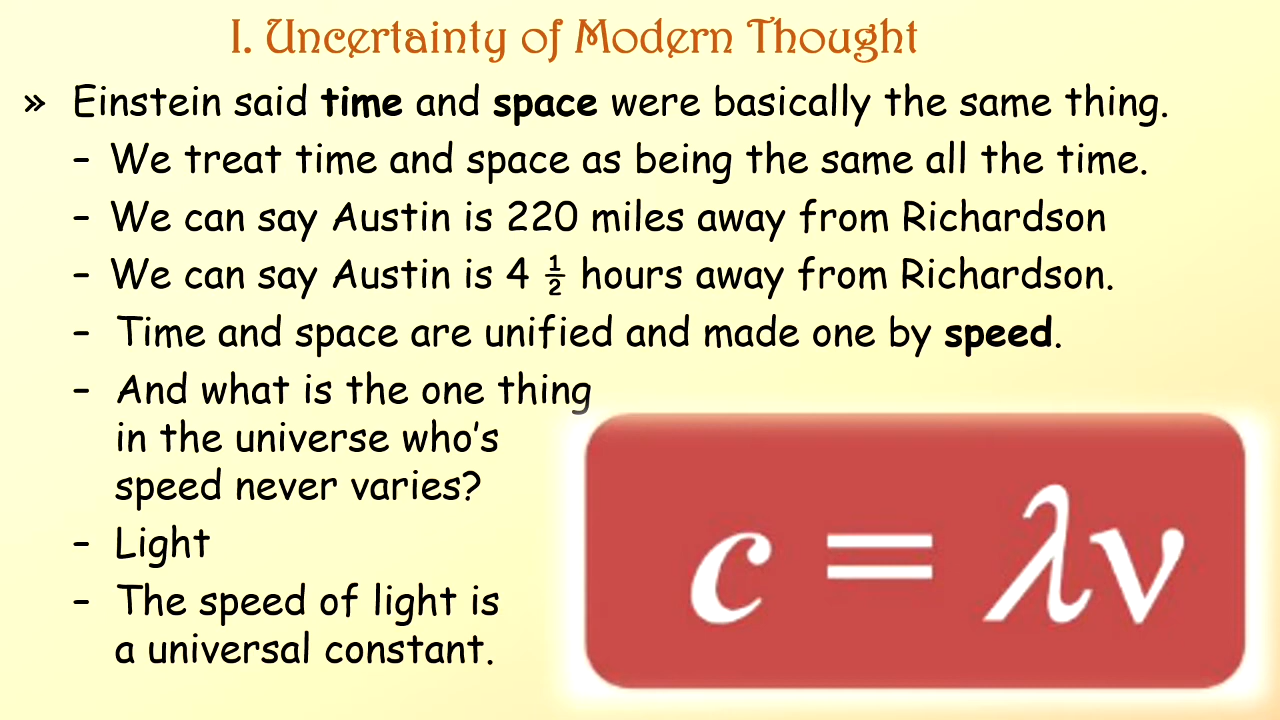 I. Uncertainty of Modern Thought
» Einstein said time and space were basically the same thing.
– We treat time and space as being the same all the time.
– We can say Austin is 220 miles away from Richardson
– We can say Austin is 4 ½ hours away from Richardson.
– Time and space are unified and made one by speed.
– And what is the one thing
in the universe who's
speed never varies?
– Light
– The speed of light is
a universal constant.
c = λν